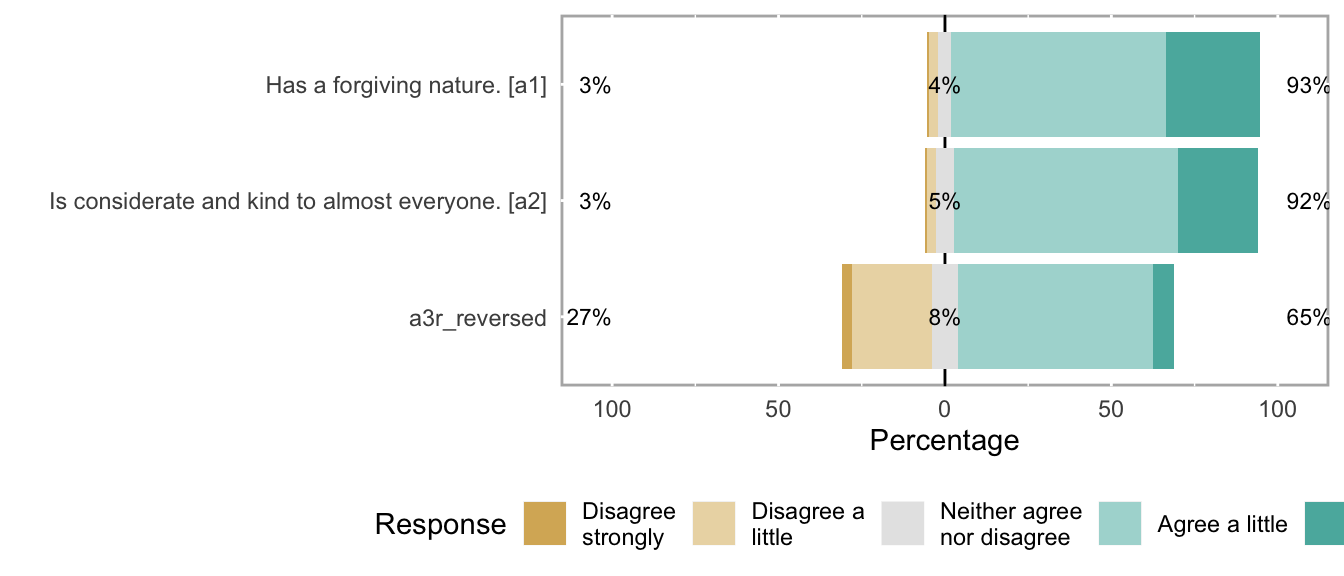 Has a forgiving nature. [a1] 3% 4% 93%
Is considerate and kind to almost everyone. [a2] 3% 5% 92%
a3r_reversed 27% 8% 65%
100 50 0 50 100
Percentage
Response
Disagree
strongly
Disagree a
little
Neither agree
nor disagree
Agree a little